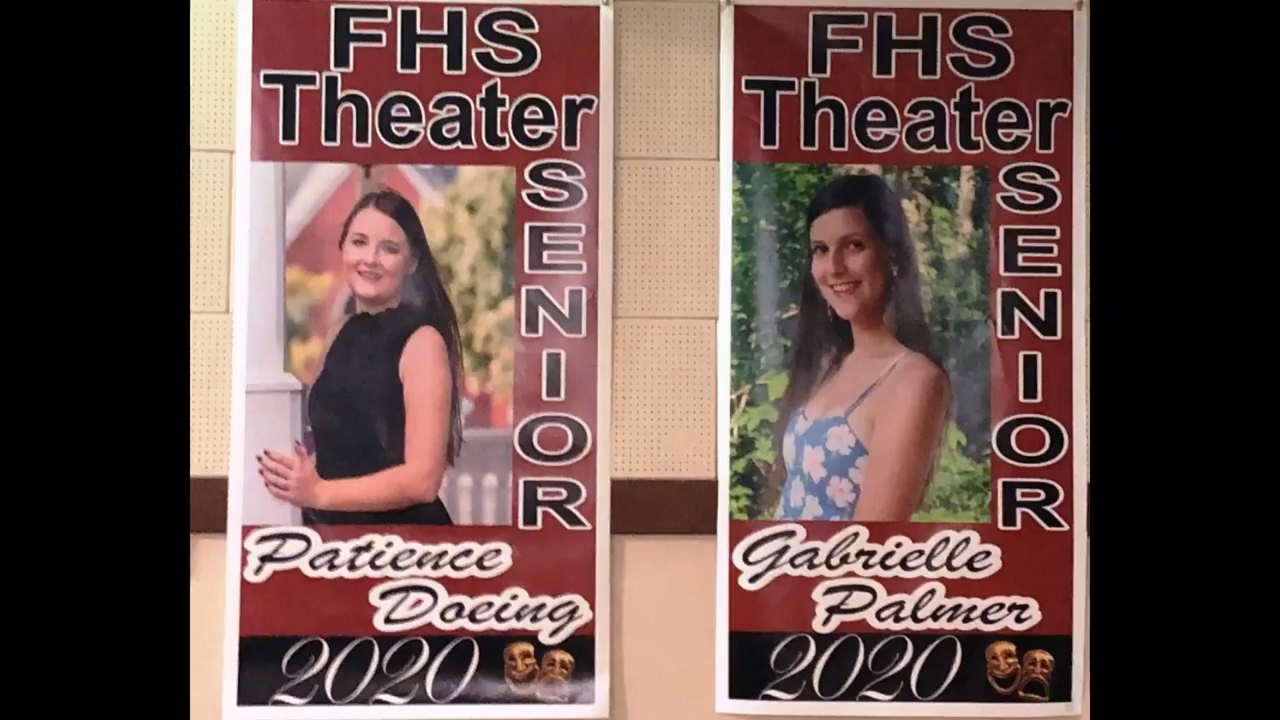 FHS
Theater
SENIOR
Patience
Doeing
2020
FHS
Theater
SENIOR
Gabrielle
Palmer
2020